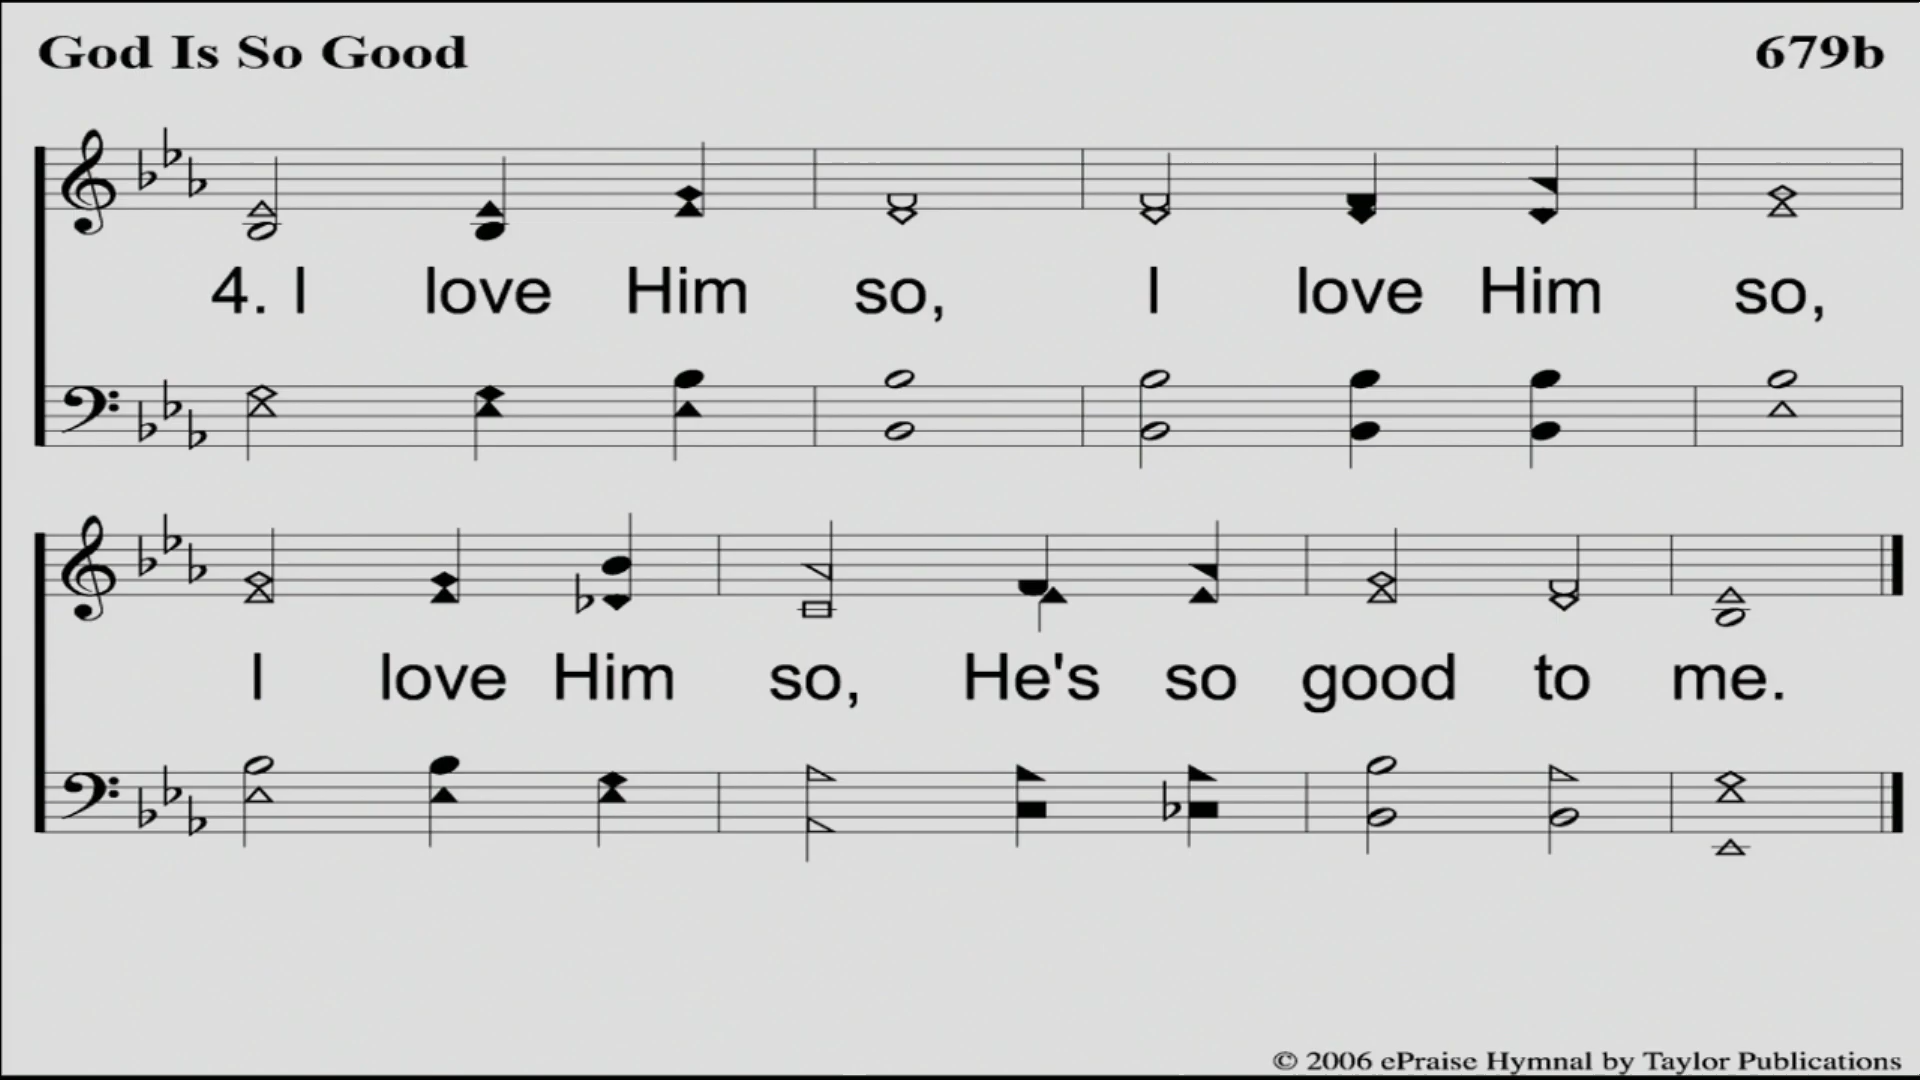 God Is So Good 679b
4. I love Him so, I love Him so,
I love Him so, He's so good to me.
© 2006 ePraise Hymnal by Taylor Publications